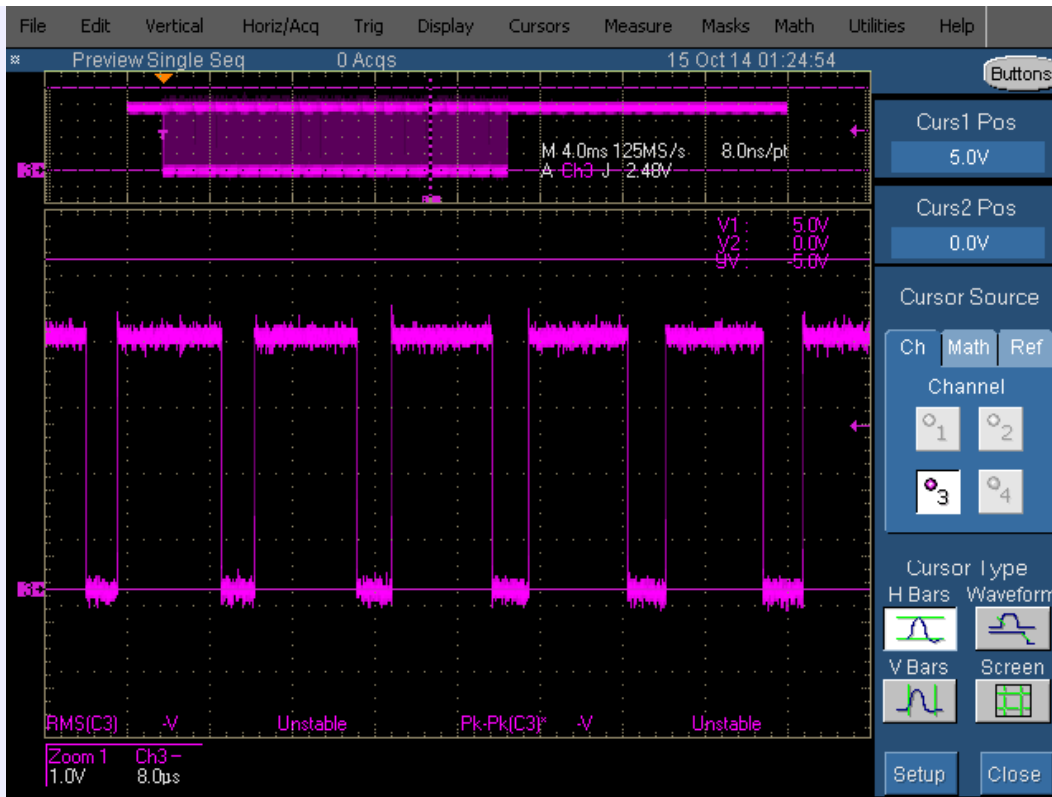 File Edit Vertical Horiz/Acq Trig Display Cursors Measure Masks Math Utilities Help
Preview Single Seq 0 Acqs 15 Oct 14 01:24:54
Buttons
Curs1 Pos
5.0V
Curs2 Pos
0.0V
Cursor Source
Ch Math Ref
Channel
1 2
3 4
Cursor Type
H Bars Waveform
V Bars Screen
Setup Close
T
3
M 4.0ms 125MS/s 8.0ns/pt
A Ch3 J 2.48V
V1 : 5.0V
V2 : 0.0V
-5.0V
3
RMS(C3) -V Unstable Pk-Pk(C3)* -V Unstable
Zoom 1 Ch3
1.0V 8.0µs